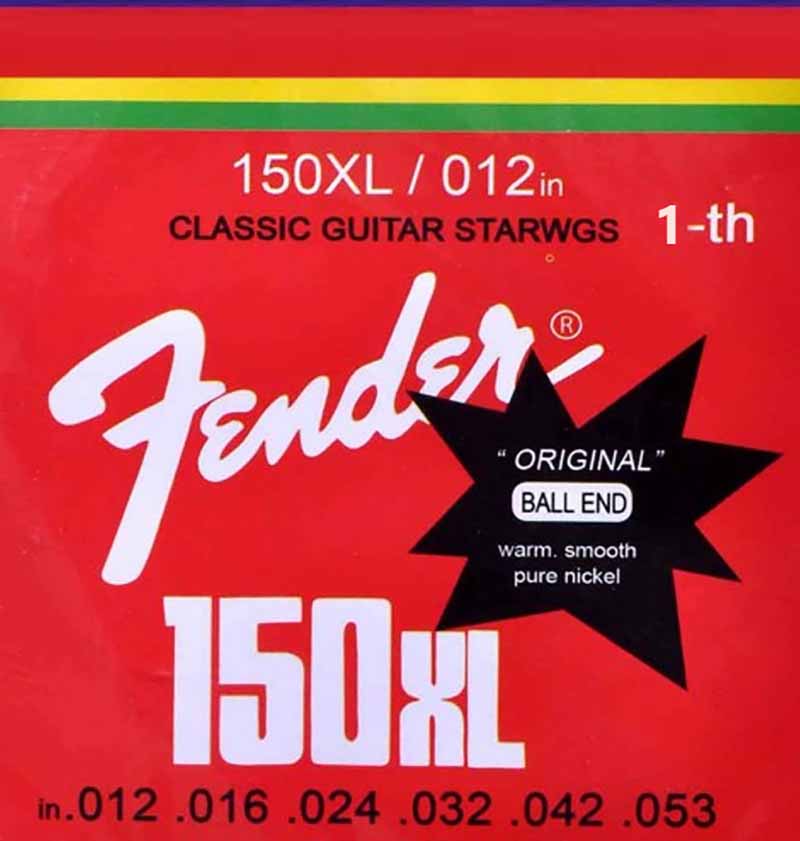 150XL / 012in
CLASSIC GUITAR STARWGS 1-th
Fender®
" ORIGINAL"
BALL END
warm. smooth
pure nickel
150XL
in.012 .016 .024 .032 .042 .053